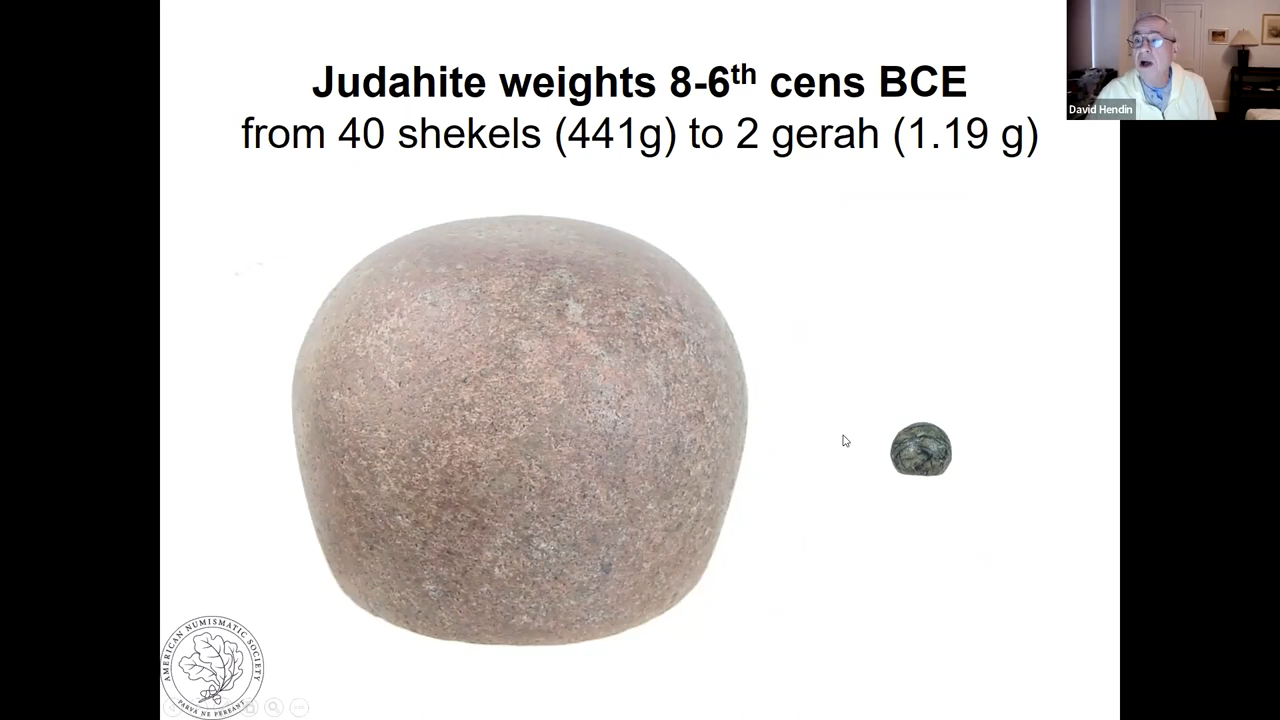 Judahite weights 8-6th cens BCE
from 40 shekels (441g) to 2 gerah (1.19 g)
David Hendin
AMERICAN NUMISMATIC SOCIETY
PARVA NE PEREANT